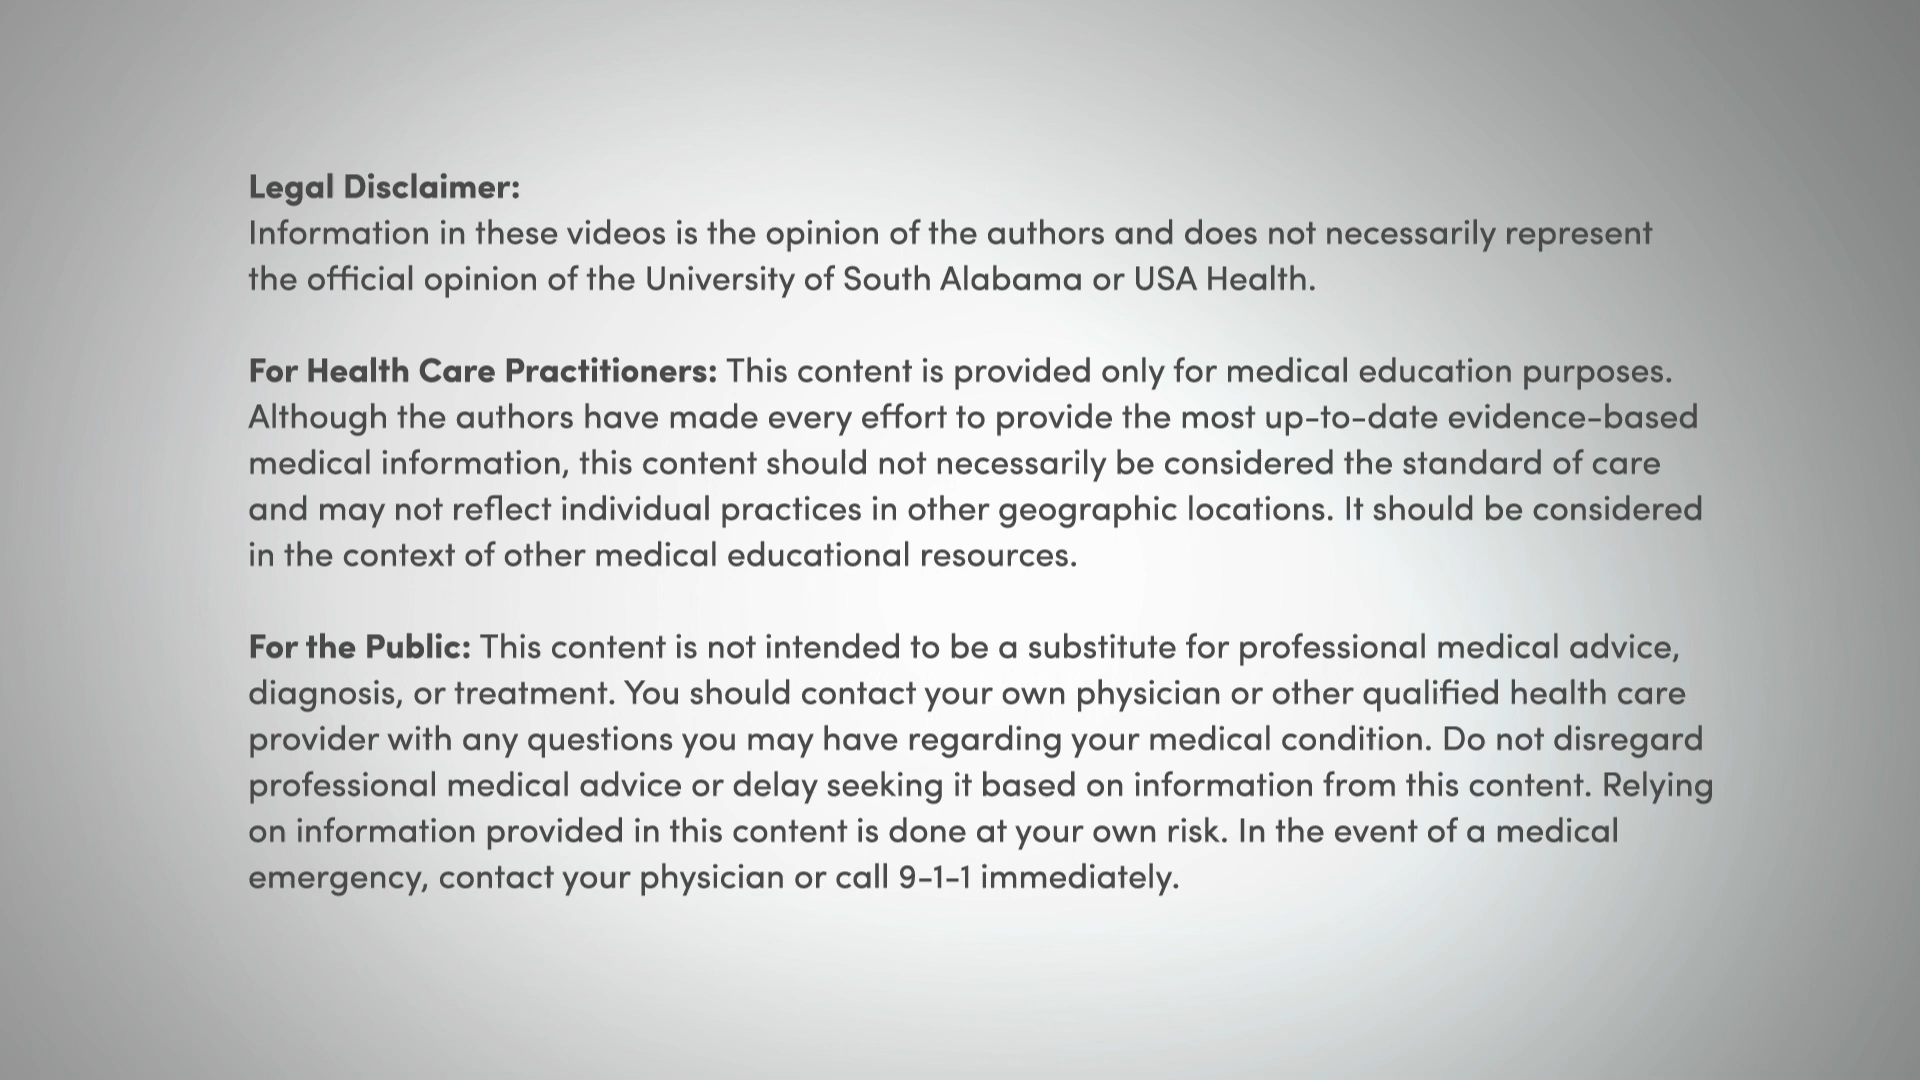 Legal Disclaimer:
Information in these videos is the opinion of the authors and does not necessarily represent
the official opinion of the University of South Alabama or USA Health.
For Health Care Practitioners: This content is provided only for medical education purposes.
Although the authors have made every effort to provide the most up-to-date evidence-based
medical information, this content should not necessarily be considered the standard of care
and may not reflect individual practices in other geographic locations. It should be considered
in the context of other medical educational resources.
For the Public: This content is not intended to be a substitute for professional medical advice,
diagnosis, or treatment. You should contact your own physician or other qualified health care
provider with any questions you may have regarding your medical condition. Do not disregard
professional medical advice or delay seeking it based on information from this content. Relying
on information provided in this content is done at your own risk. In the event of a medical
emergency, contact your physician or call 9-1-1 immediately.